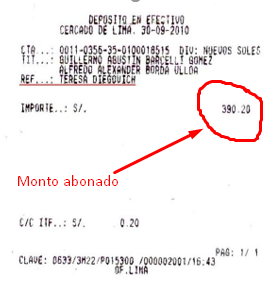 DEPOSITO EN EFECTIVO
CERCADO DE LIMA. 30-09-2010
CTA...: 0011-0356-35-0100018515 DIV: NUEVOS SOLES
TIT...: GUILLERMO AGUSTIN BARCELLI GOMEZ
ALFREDO ALEXANDER BORDA ULLOA
REF...: TERESA DIEGOVICH
IMPORTE..: S/. 390.20
Monto abonado
C/C ITF..: S/. 0.20
PAG: 1/ 1
CLAVE: 0633/3M22/P015300 /000002001/16:43
OF.LIMA